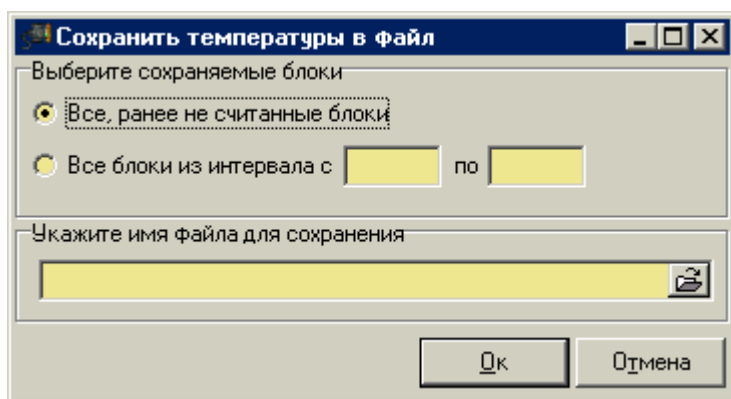 Сохранить температуры в файл
Выберите сохраняемые блоки
Все, ранее не считанные блоки
Все блоки из интервала с по
Укажите имя файла для сохранения
Ок Отмена